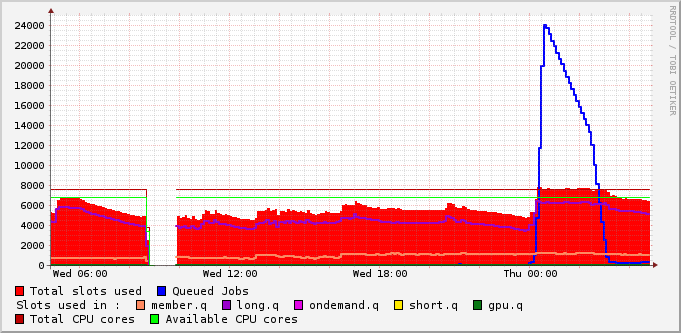 24000
22000
20000
18000
16000
14000
12000
10000
8000
6000
4000
2000
0
Wed 06:00 Wed 12:00 Wed 18:00 Thu 00:00
RRDTOOL / TOBI OETIKER
Total slots used Queued Jobs
Slots used in : member.q long.q ondemand.q short.q gpu.q
Total CPU cores Available CPU cores